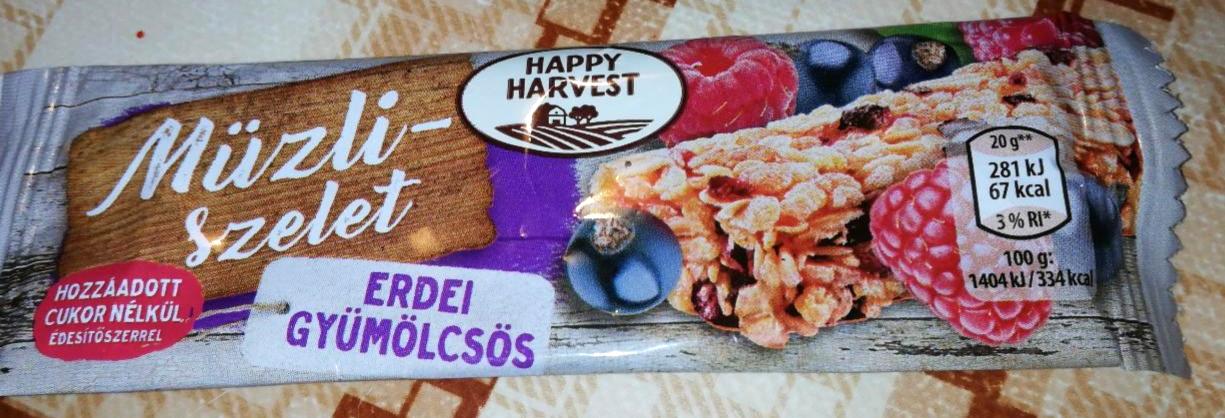 HAPPY
HARVEST
Müzli-
szelet
HOZZÁADOTT
CUKOR NÉLKÜL,
ÉDESÍTŐSZERREL
ERDEI
GYÜMÖLCSÖS
20 g**
281 kJ
67 kcal
3 % RI*
100 g:
1404 kJ / 334 kcal